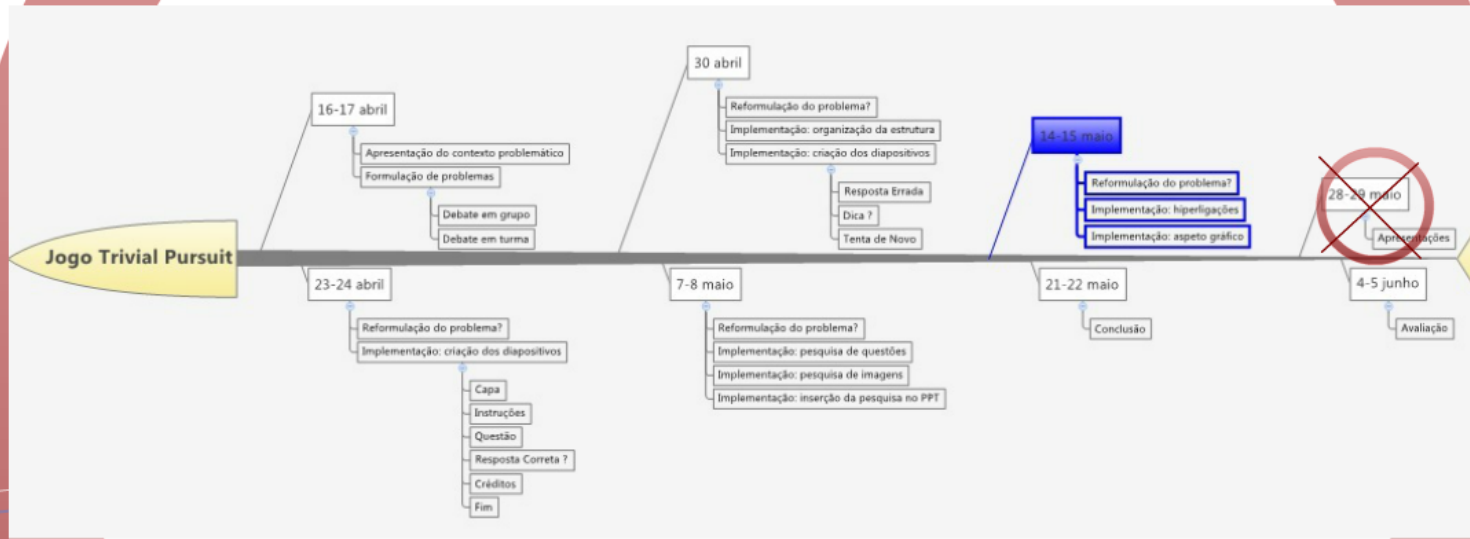 Jogo Trivial Pursuit
16-17 abril
Apresentação do contexto problemático
Formulação de problemas
Debate em grupo
Debate em turma
23-24 abril
Reformulação do problema?
Implementação: criação dos diapositivos
Capa
Instruções
Questão
Resposta Correta ?
Créditos
Fim
30 abril
Reformulação do problema?
Implementação: organização da estrutura
Implementação: criação dos diapositivos
Resposta Errada
Dica ?
Tenta de Novo
7-8 maio
Reformulação do problema?
Implementação: pesquisa de questões
Implementação: pesquisa de imagens
Implementação: inserção da pesquisa no PPT
14-15 maio
Reformulação do problema?
Implementação: hiperligações
Implementação: aspeto gráfico
21-22 maio
Conclusão
28-29 maio
Apresentações
4-5 junho
Avaliação